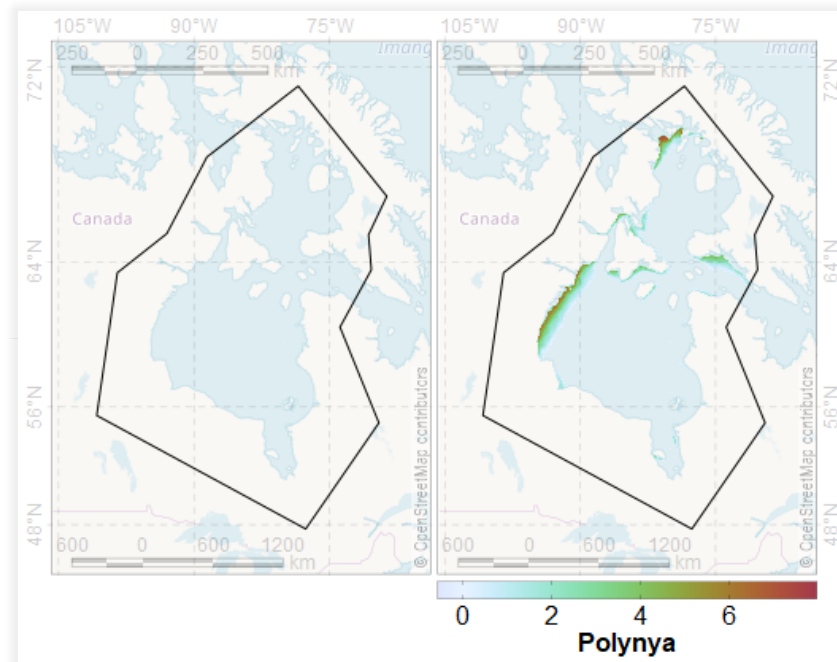 105°W 90°W 75°W 105°W 90°W 75°W
250 0 250 500 Imang 250 0 250 500 Imang
km km
72°N 72°N
Canada Canada
64°N 64°N
56°N 56°N
© OpenStreetMap contributors © OpenStreetMap contributors
48°N 48°N
600 0 600 1200 600 0 600 1200
km km
0 2 4 6
Polynya